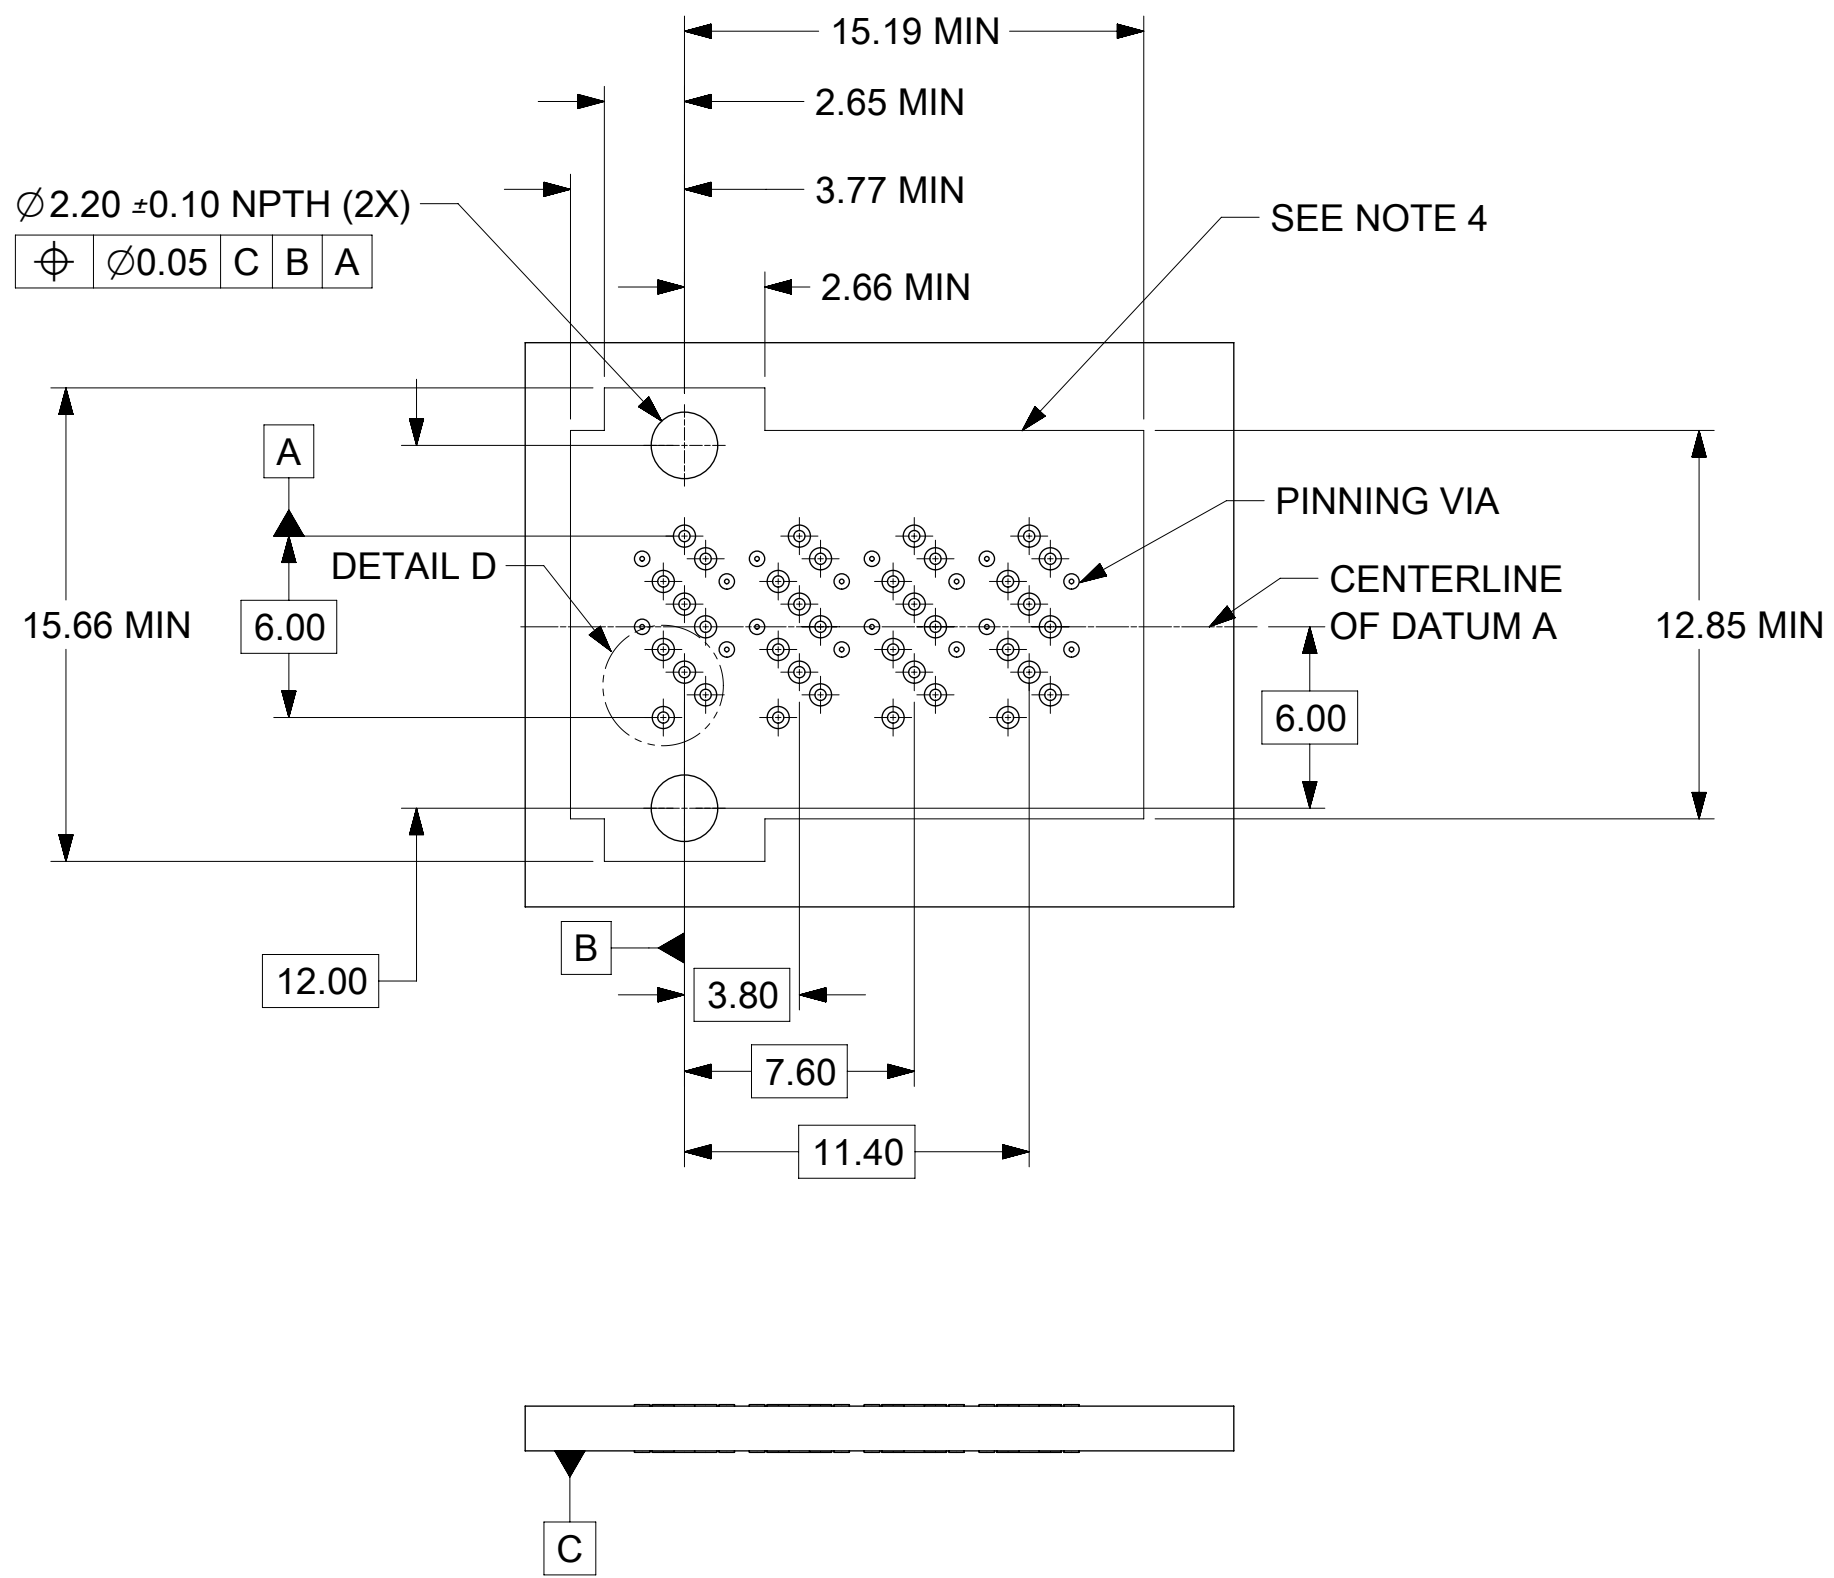 15.19 MIN
2.65 MIN
3.77 MIN
∅2.20 ±0.10 NPTH (2X)
⌖ ∅0.05 C B A
SEE NOTE 4
2.66 MIN
A
PINNING VIA
DETAIL D
CENTERLINE
OF DATUM A
15.66 MIN
6.00
12.85 MIN
6.00
B
12.00
3.80
7.60
11.40
C